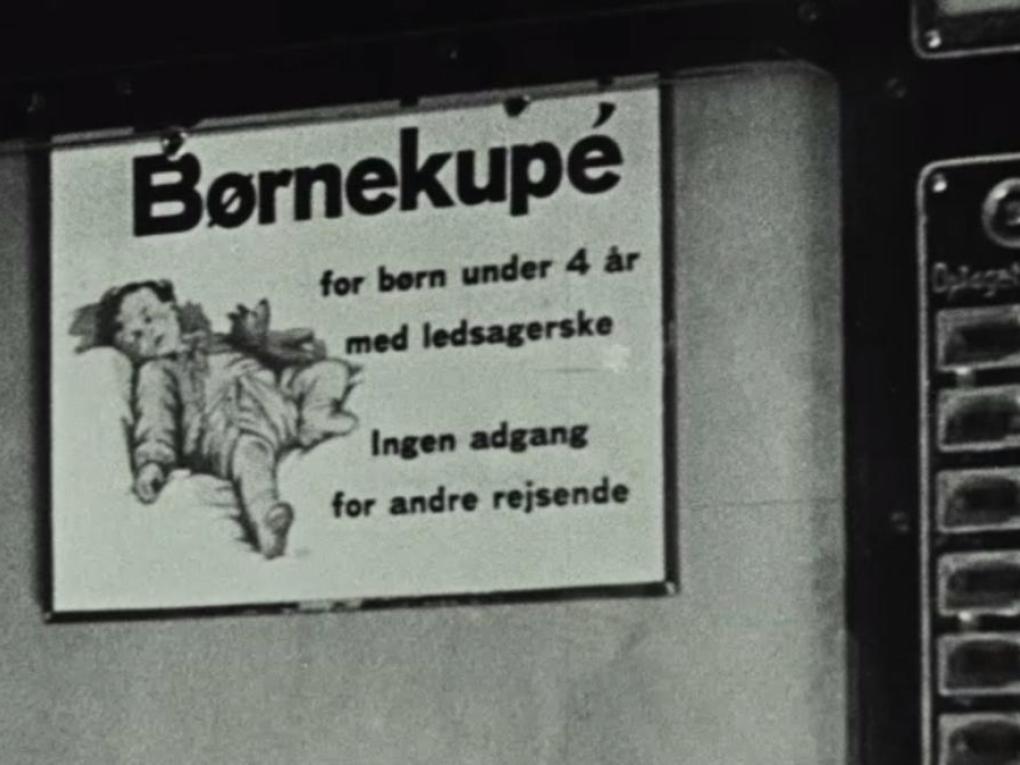 Børnekupé
for børn under 4 år
med ledsagerske
Ingen adgang
for andre rejsende